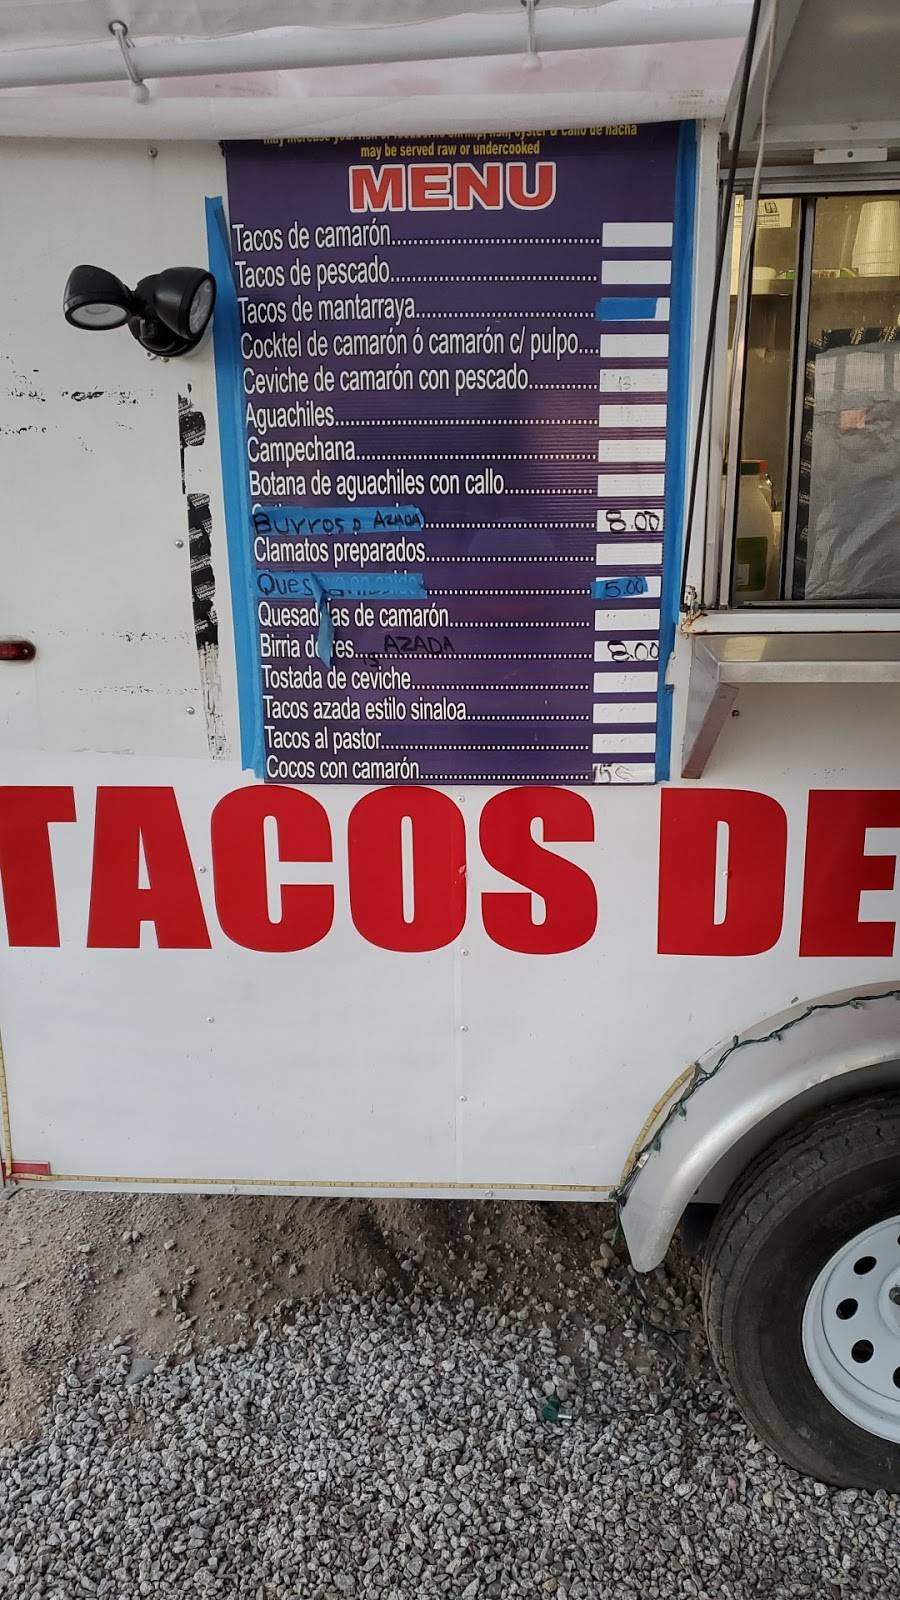 may be served raw or undercooked
MENU
Tacos de camarón
Tacos de pescado
Tacos de mantarraya
Cocktel de camarón ó camarón c/ pulpo
Ceviche de camarón con pescado
Aguachiles
Campechana
Botana de aguachiles con callo
BURROS D AZADA 8.00
Clamatos preparados
5.00
de camarón
Birria de res AZADA 8.00
Tostada de ceviche
Tacos azada estilo sinaloa
Tacos al pastor
Cocos con camarón
TACOS DE